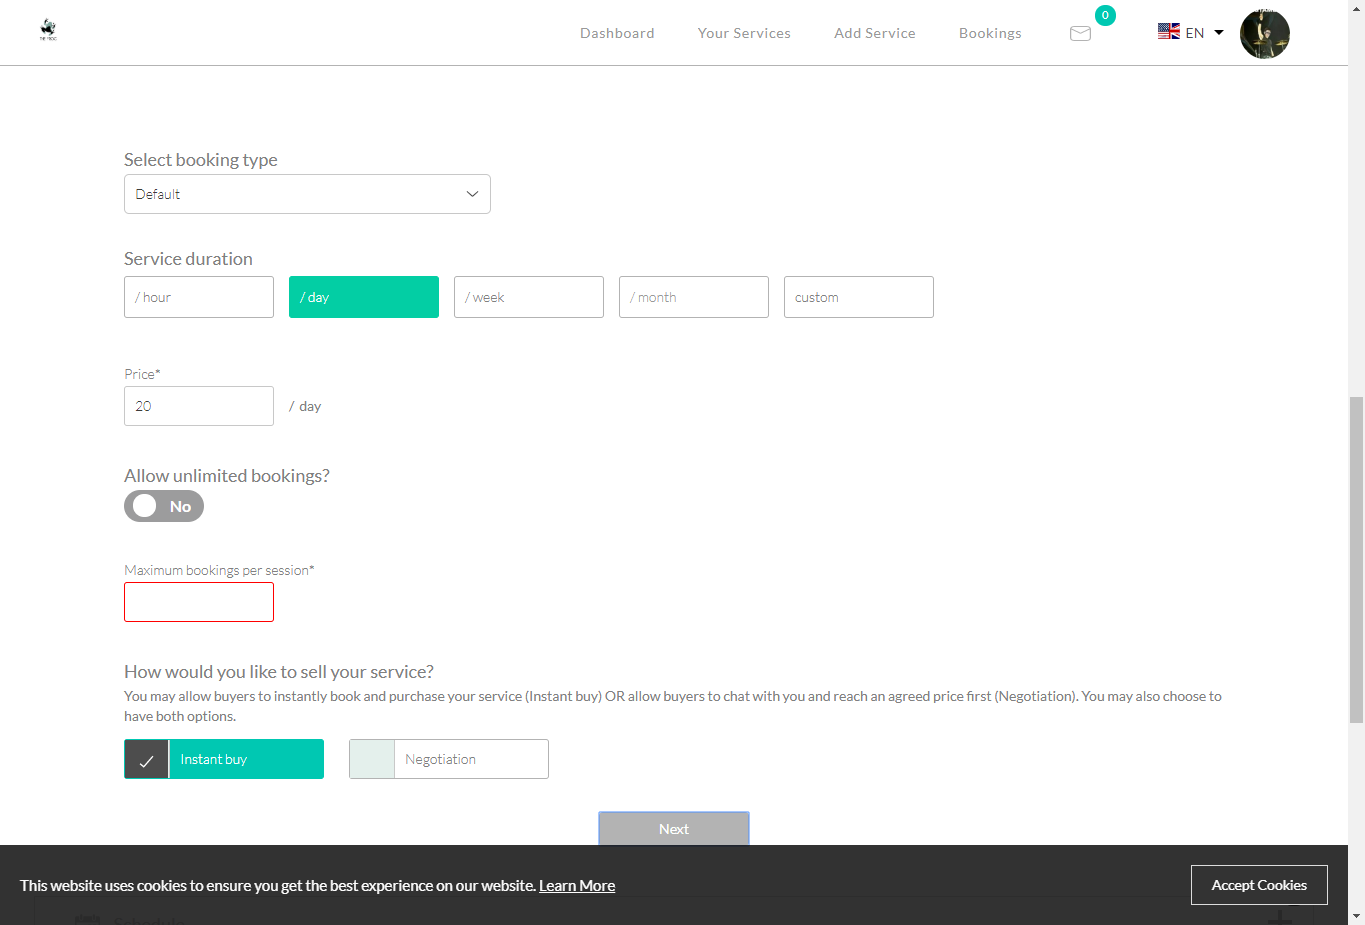 Dashboard
Your Services
Add Service
Bookings
0
EN
Select booking type
Default
Service duration
/ hour
/ day
/ week
/ month
custom
Price*
20
/ day
Allow unlimited bookings?
No
Maximum bookings per session*
How would you like to sell your service?
You may allow buyers to instantly book and purchase your service (Instant buy) OR allow buyers to chat with you and reach an agreed price first (Negotiation). You may also choose to
have both options.
Instant buy
Negotiation
Next
This website uses cookies to ensure you get the best experience on our website. Learn More
Accept Cookies
Schedule